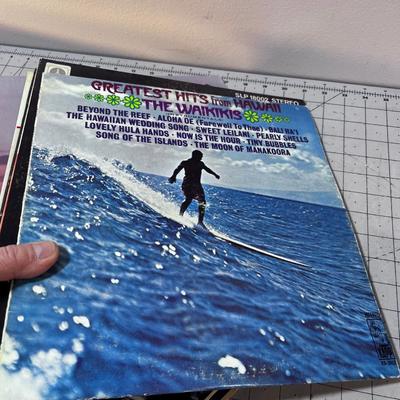 SLP 18002 STEREO
GREATEST HITS from HAWAII
THE WAIKIKIS
BEYOND THE REEF • ALOHA OE (Farewell To Thee) • BALI HA'I
THE HAWAIIAN WEDDING SONG • SWEET LEILANI • PEARLY SHELLS
LOVELY HULA HANDS • NOW IS THE HOUR • TINY BUBBLES
SONG OF THE ISLANDS • THE MOON OF MANAKOORA